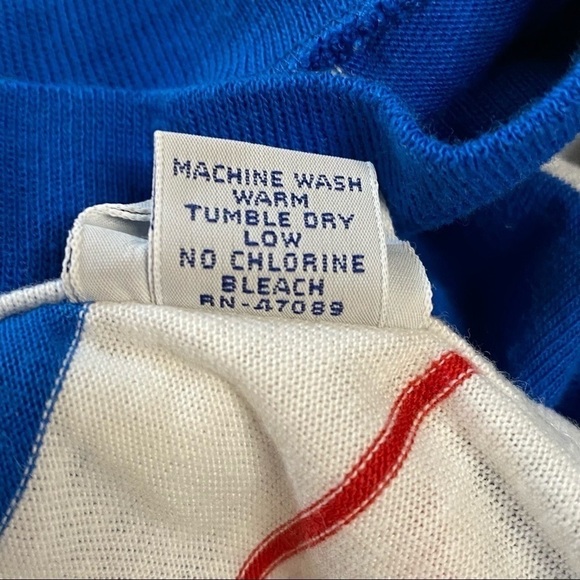 MACHINE WASH
WARM
TUMBLE DRY
LOW
NO CHLORINE
BLEACH
RN-47089